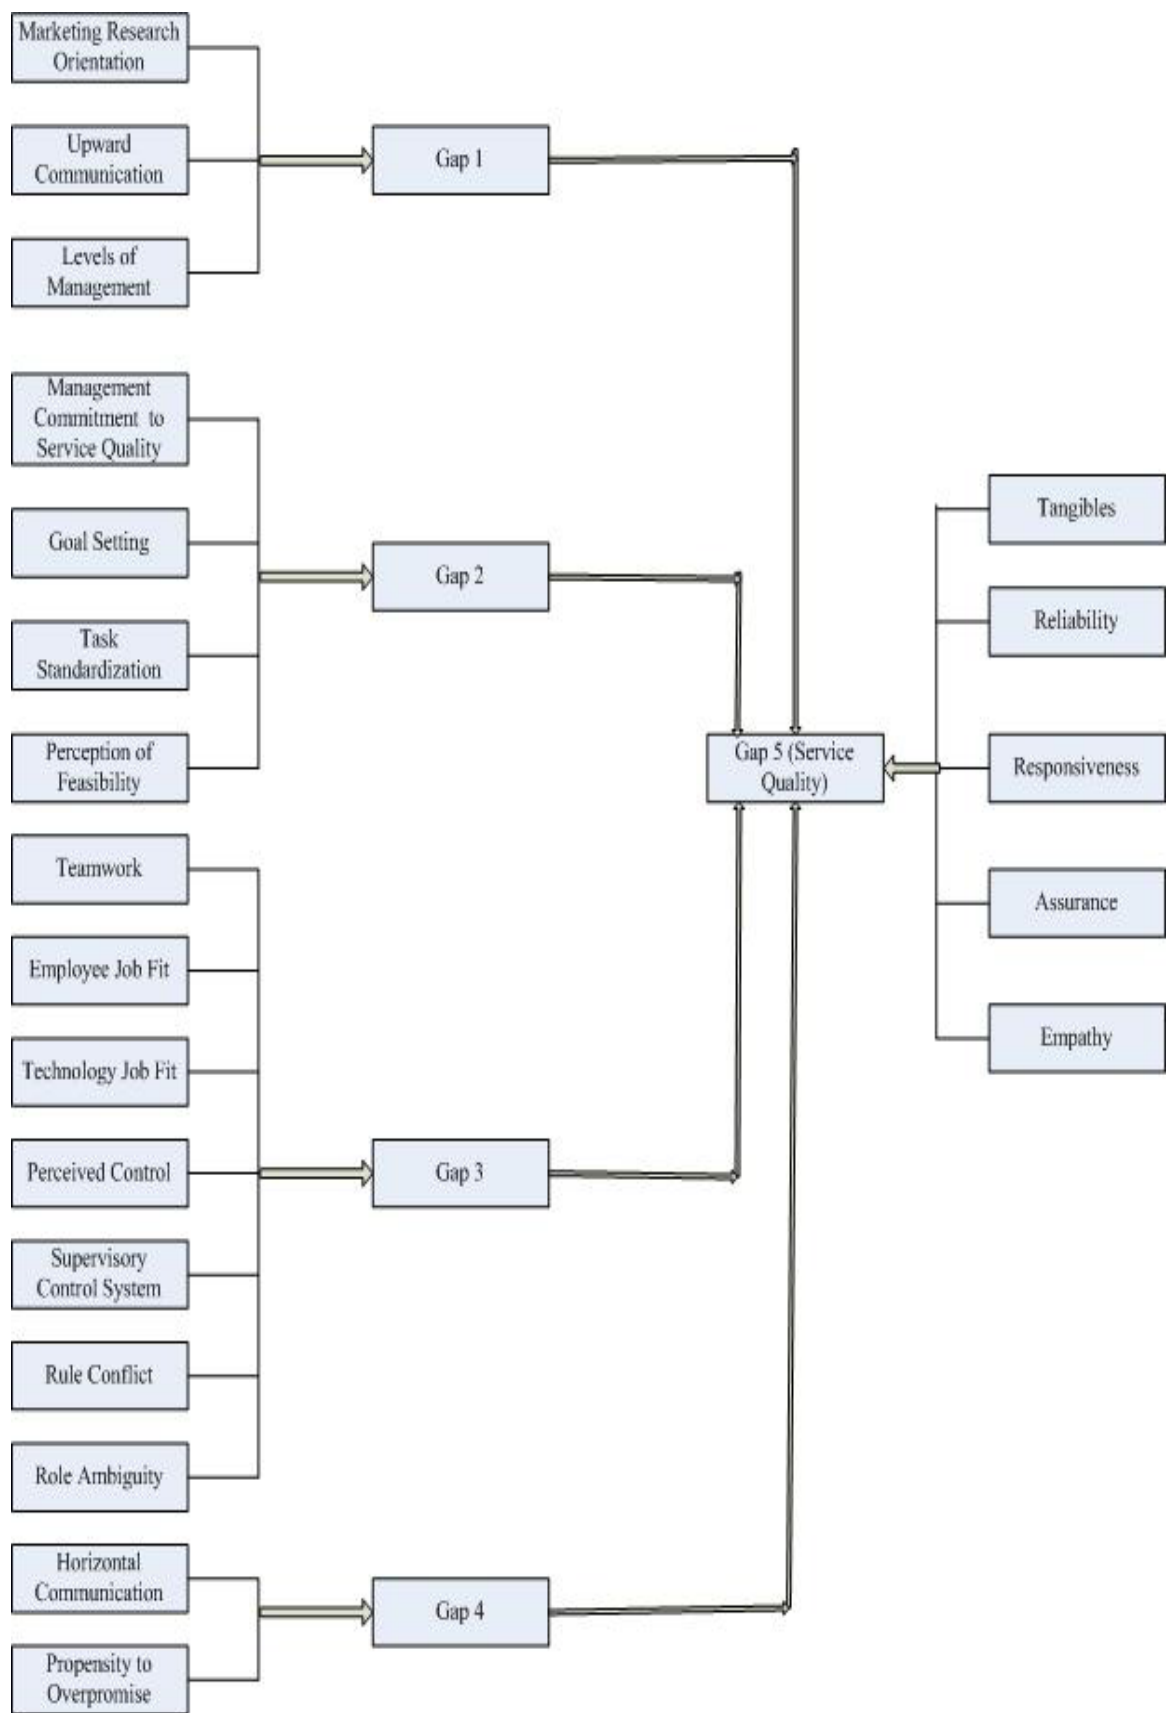 Marketing Research
Orientation
Upward
Communication
Levels of
Management
Gap 1
Management
Commitment to
Service Quality
Goal Setting
Task
Standardization
Perception of
Feasibility
Gap 2
Teamwork
Employee Job Fit
Technology Job Fit
Perceived Control
Supervisory
Control System
Rule Conflict
Role Ambiguity
Gap 3
Horizontal
Communication
Propensity to
Overpromise
Gap 4
Gap 5 (Service
Quality)
Tangibles
Reliability
Responsiveness
Assurance
Empathy